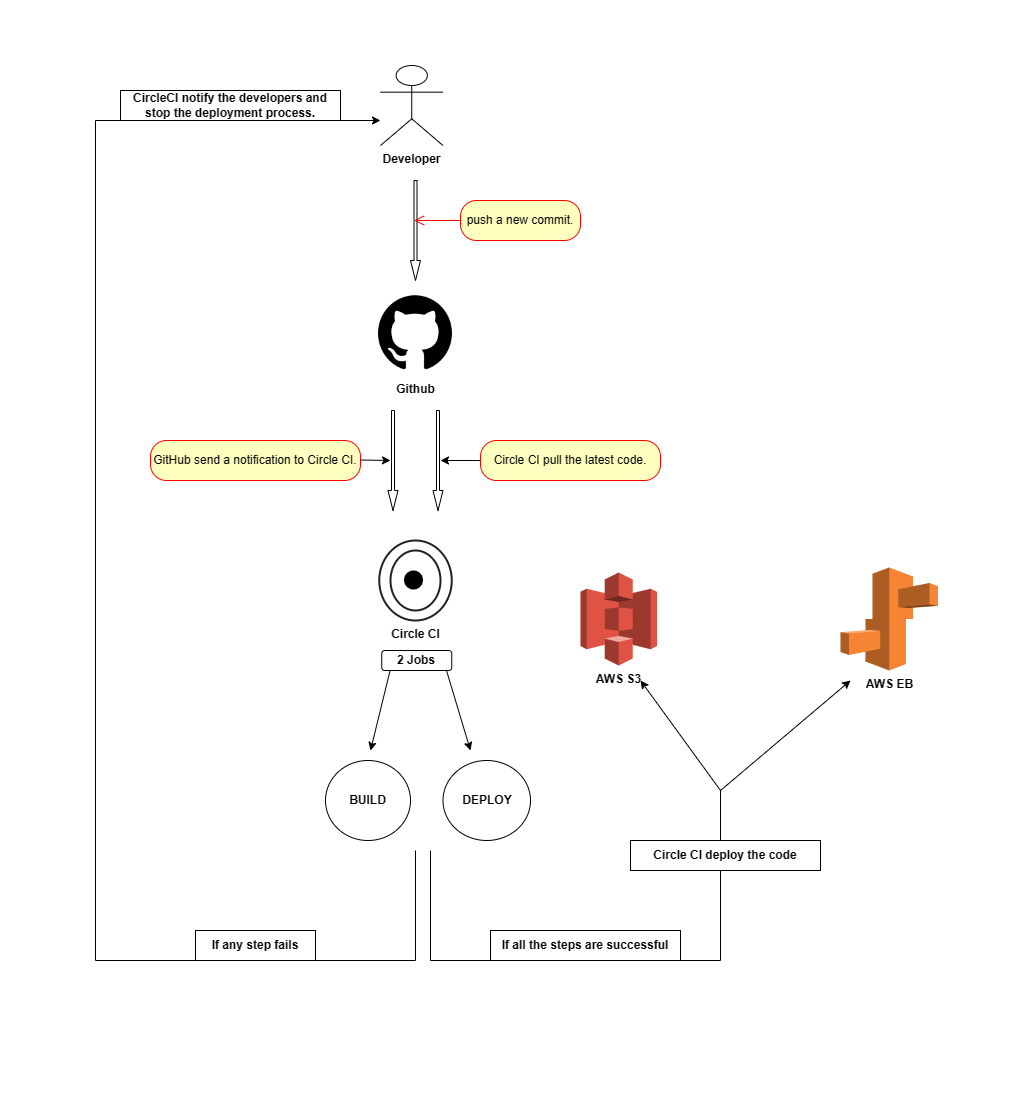 CircleCI notify the developers and
stop the deployment process.
Developer
push a new commit.
Github
GitHub send a notification to Circle CI.
Circle CI pull the latest code.
Circle CI
2 Jobs
AWS S3
AWS EB
BUILD
DEPLOY
Circle CI deploy the code
If any step fails
If all the steps are successful